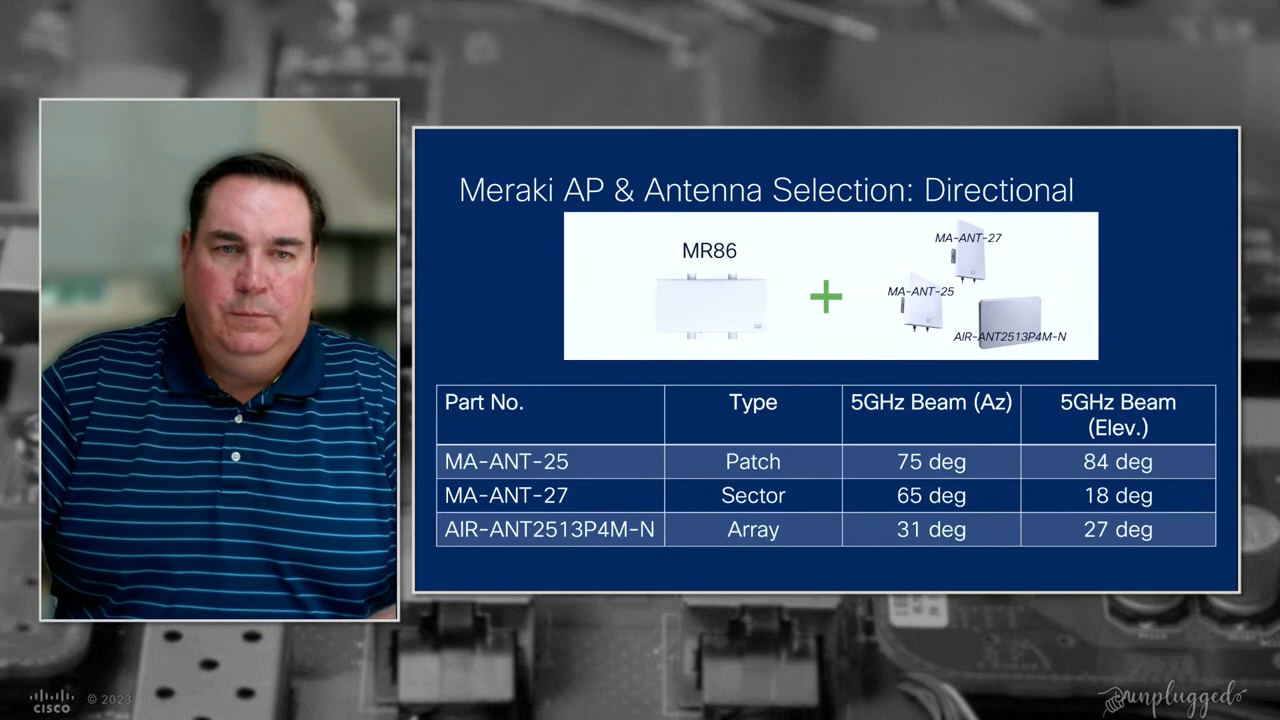 Meraki AP & Antenna Selection: Directional
MR86
MA-ANT-27
MA-ANT-25
AIR-ANT2513P4M-N
Part No. Type 5GHz Beam (Az) 5GHz Beam (Elev.)
MA-ANT-25 Patch 75 deg 84 deg
MA-ANT-27 Sector 65 deg 18 deg
AIR-ANT2513P4M-N Array 31 deg 27 deg
CISCO © 2023
unplugged